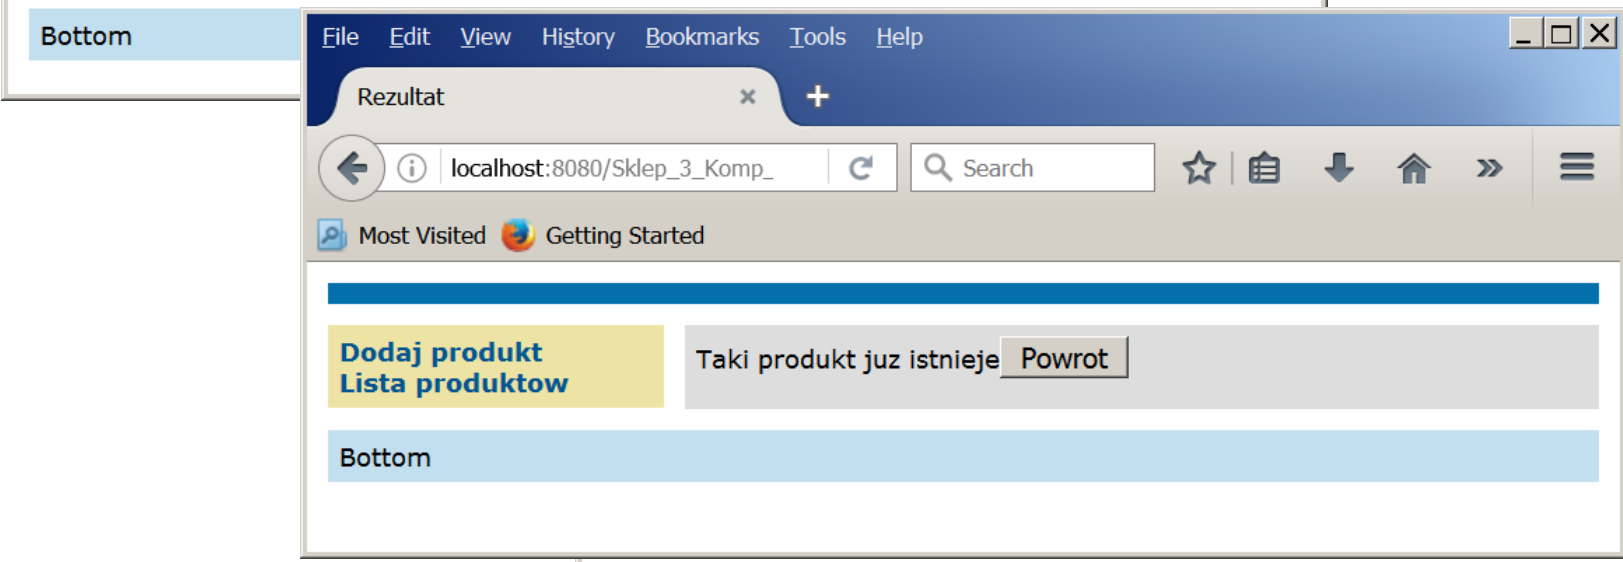 Bottom
File Edit View History Bookmarks Tools Help
Rezultat
localhost:8080/Sklep_3_Komp_ Search
Most Visited Getting Started
Dodaj produkt
Lista produktow
Taki produkt juz istnieje Powrot
Bottom